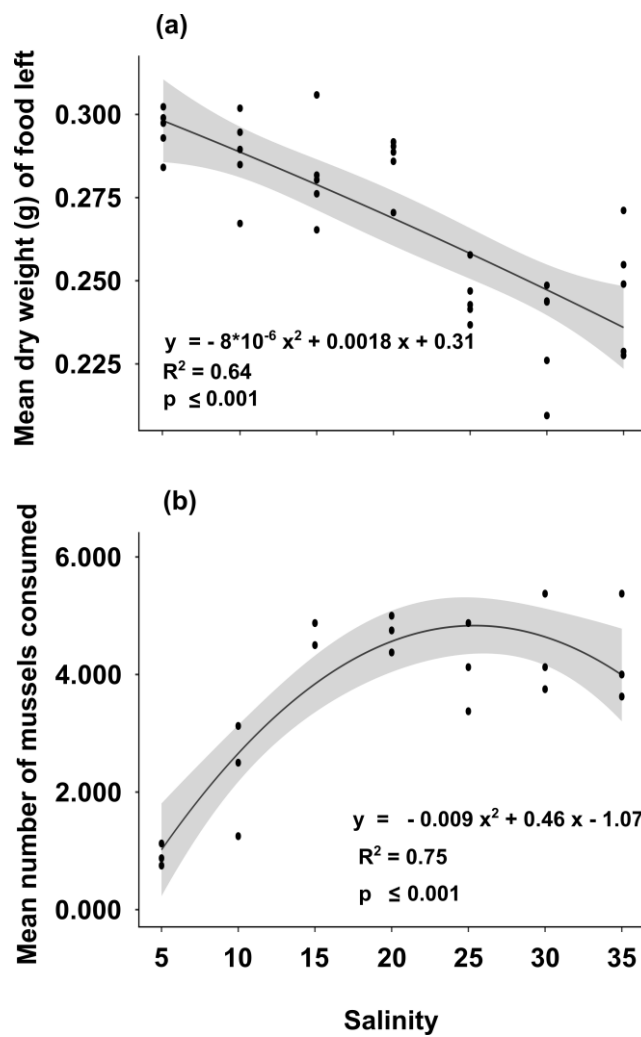 (a)
Mean dry weight (g) of food left
0.300
0.275
0.250
0.225
y = - 8*10⁻⁶ x² + 0.0018 x + 0.31
R² = 0.64
p ≤ 0.001
(b)
Mean number of mussels consumed
6.000
4.000
2.000
0.000
y = - 0.009 x² + 0.46 x - 1.07
R² = 0.75
p ≤ 0.001
5 10 15 20 25 30 35
Salinity